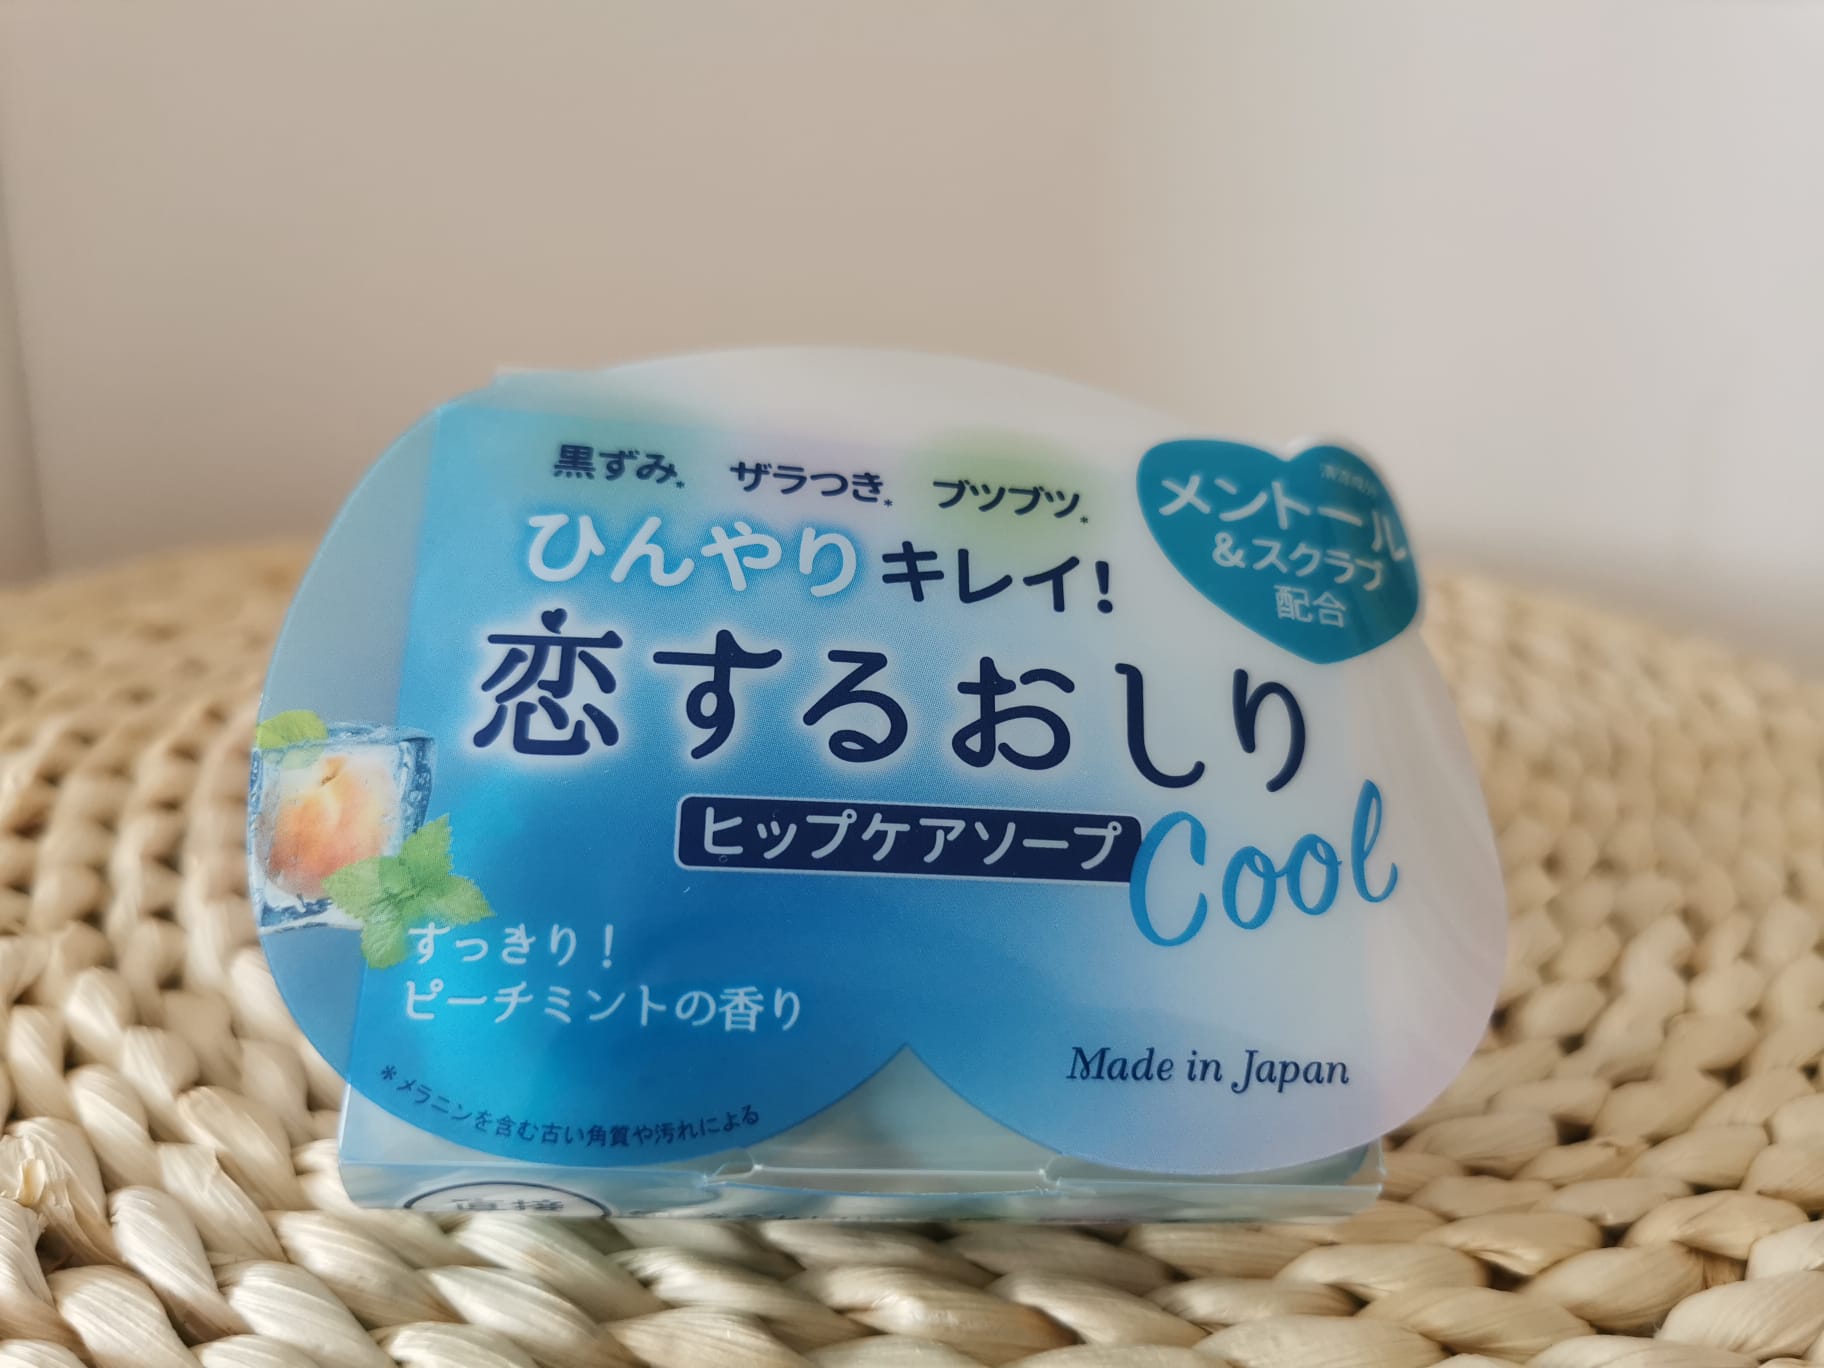 黒ずみ* ザラつき* ブツブツ*
ひんやりキレイ!
メントール
&スクラブ
配合
恋するおしり
ヒップケアソープ
Cool
すっきり!
ピーチミントの香り
Made in Japan
*メラニンを含む古い角質や汚れによる